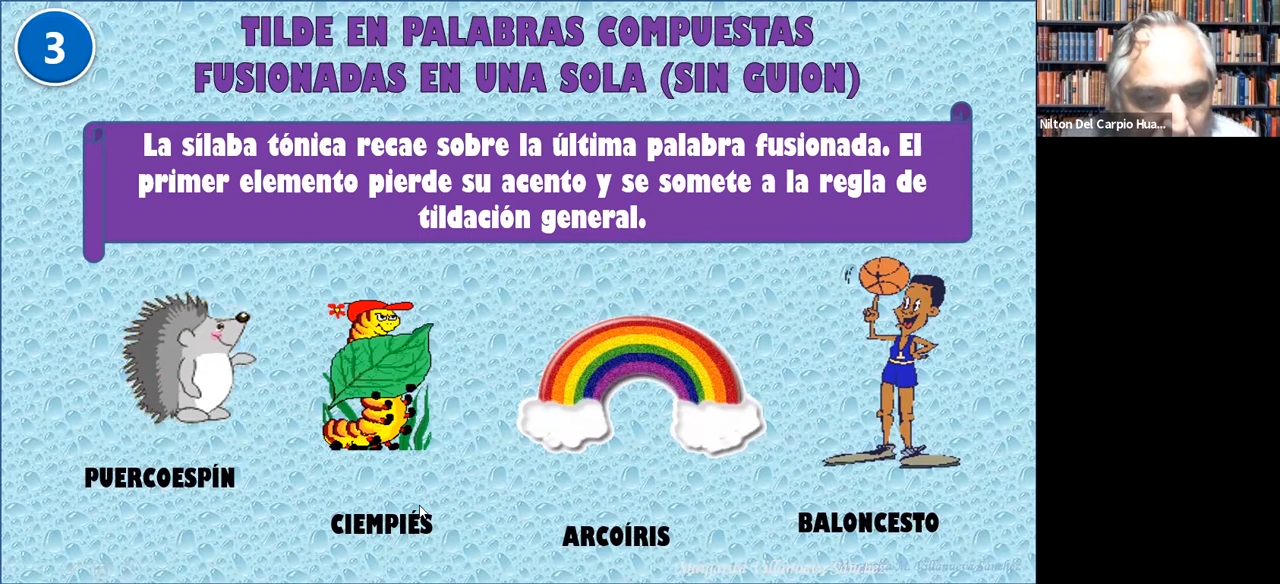 3
TILDE EN PALABRAS COMPUESTAS
FUSIONADAS EN UNA SOLA (SIN GUION)
La sílaba tónica recae sobre la última palabra fusionada. El
primer elemento pierde su acento y se somete a la regla de
tildación general.
PUERCOESPÍN
CIEMPIÉS
ARCOÍRIS
BALONCESTO
Nilton Del Carpio Hua...